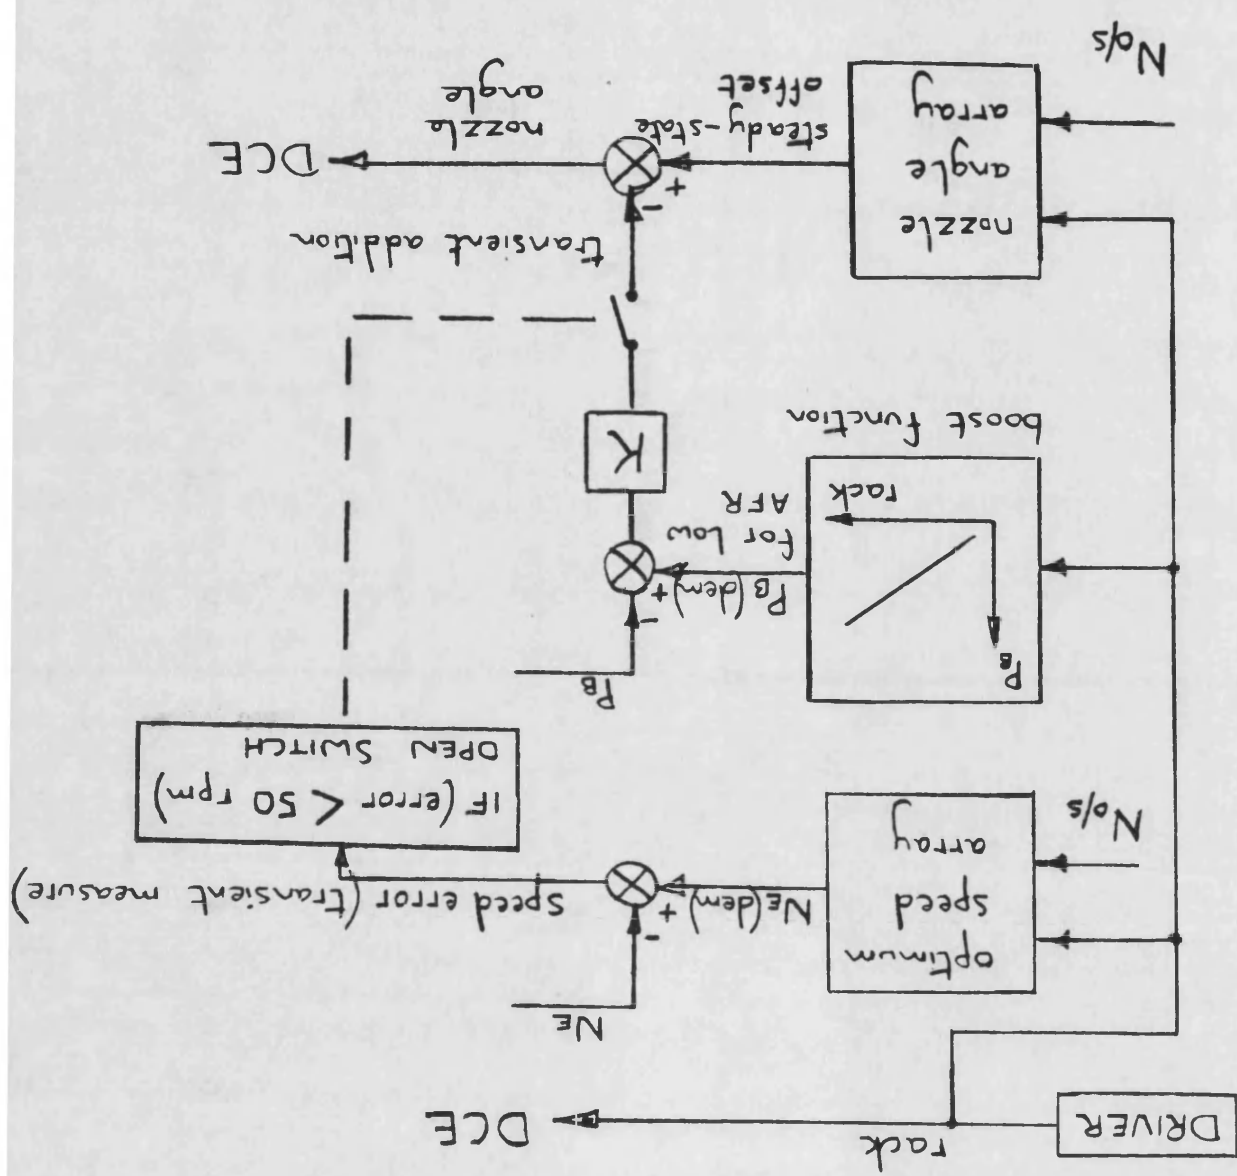 DRIVER
rack
DCE
NE
optimum
speed
array
NE(dem)
+
-
speed error (transient measure)
No/s
IF (error < 50 rpm)
OPEN SWITCH
PB
PB
rack
boost function
PB(dem)
+
-
for low
AFR
K
transient addition
nozzle
angle
array
No/s
steady-state
offset
+
-
nozzle
angle
DCE